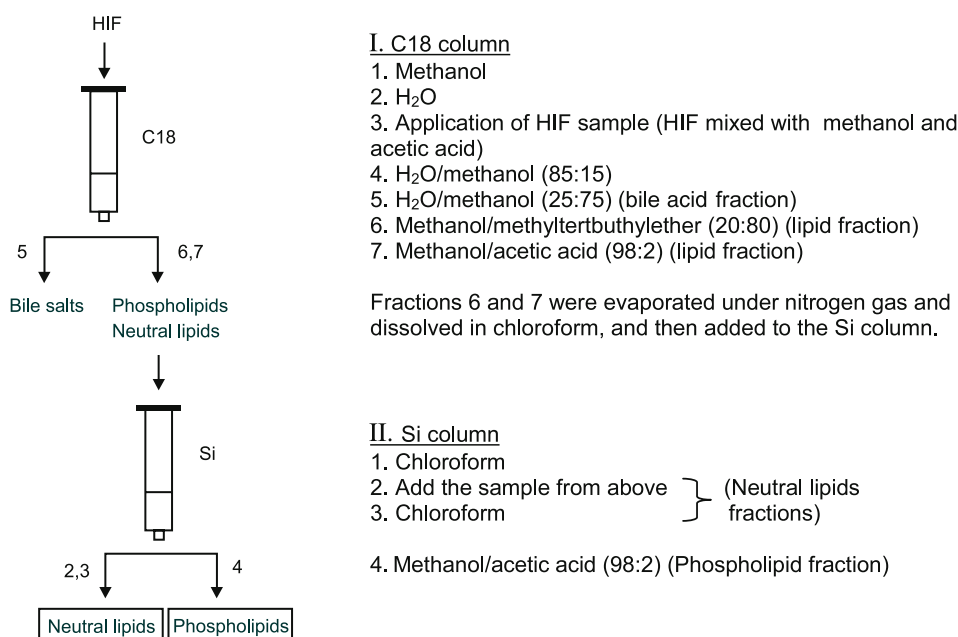 HIF
C18
5
6,7
Bile salts
Phospholipids
Neutral lipids
Si
2,3
4
Neutral lipids
Phospholipids
I. C18 column
1. Methanol
2. H₂O
3. Application of HIF sample (HIF mixed with methanol and
acetic acid)
4. H₂O/methanol (85:15)
5. H₂O/methanol (25:75) (bile acid fraction)
6. Methanol/methyltertbuthylether (20:80) (lipid fraction)
7. Methanol/acetic acid (98:2) (lipid fraction)
Fractions 6 and 7 were evaporated under nitrogen gas and
dissolved in chloroform, and then added to the Si column.
II. Si column
1. Chloroform
2. Add the sample from above
3. Chloroform
(Neutral lipids
fractions)
4. Methanol/acetic acid (98:2) (Phospholipid fraction)